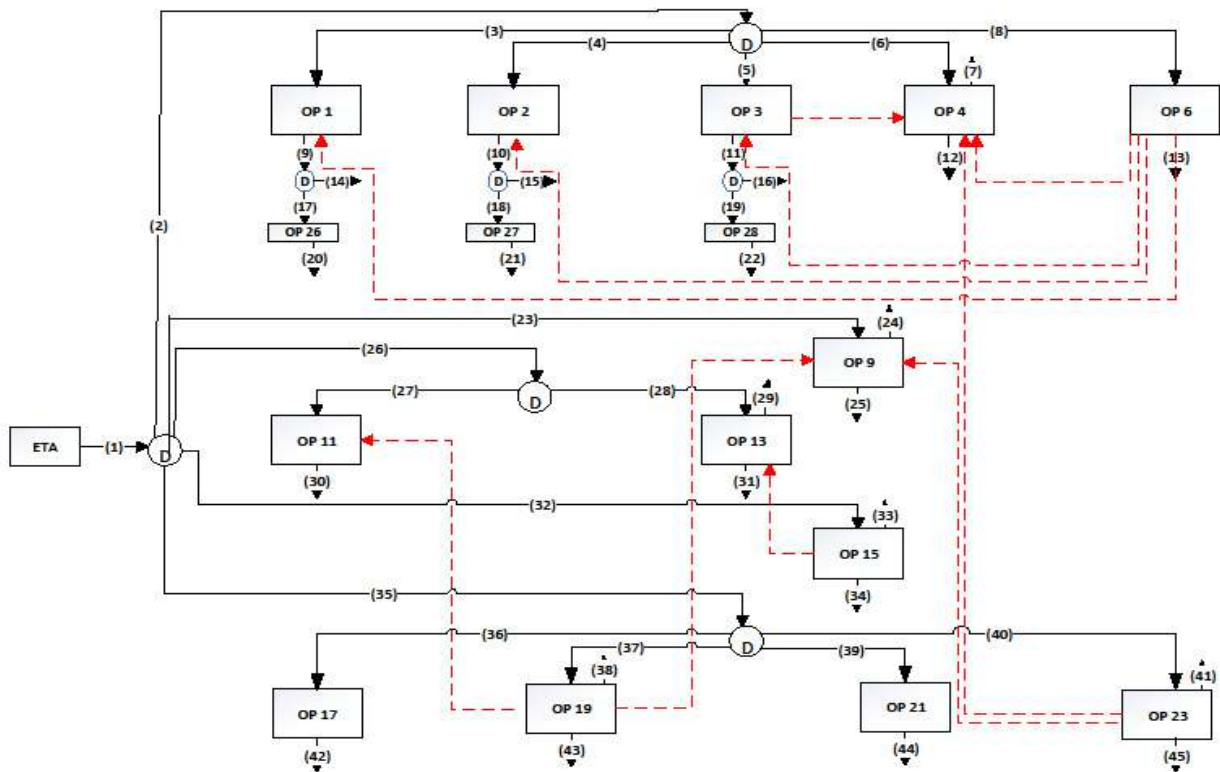 (3)
(8)
D
(4)
(6)
(5)
(7)
OP 1
OP 2
OP 3
OP 4
OP 6
(9)
(10)
(11)
(12)
(13)
D
(14)
D
(15)
D
(16)
(17)
(18)
(19)
(2)
OP 26
OP 27
OP 28
(20)
(21)
(22)
(23)
(24)
(26)
OP 9
(27)
(28)
D
(29)
(25)
OP 11
OP 13
ETA
(1)
D
(30)
(31)
(32)
(33)
OP 15
(35)
(34)
(36)
(40)
D
(37)
(39)
(38)
(41)
OP 17
OP 19
OP 21
OP 23
(42)
(43)
(44)
(45)